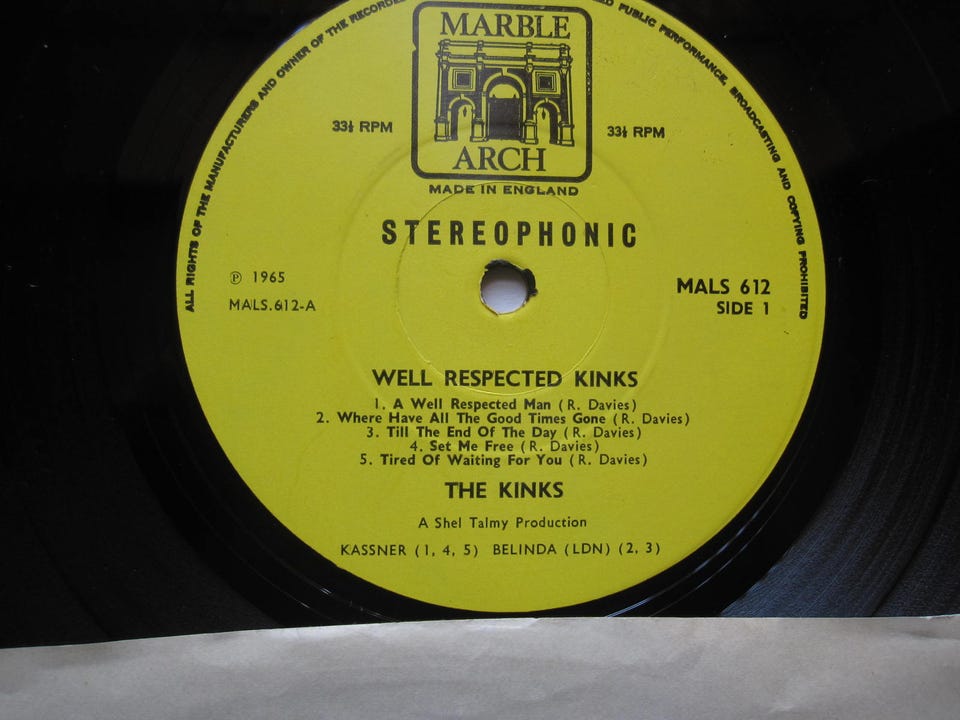 ALL RIGHTS OF THE MANUFACTURERS AND OWNER OF THE RECORDED
PUBLIC PERFORMANCE, BROADCASTING AND COPYING PROHIBITED
MARBLE
33⅓ RPM
33⅓ RPM
ARCH
MADE IN ENGLAND
STEREOPHONIC
℗ 1965
MALS.612-A
MALS 612
SIDE 1
WELL RESPECTED KINKS
1. A Well Respected Man (R. Davies)
2. Where Have All The Good Times Gone (R. Davies)
3. Till The End Of The Day (R. Davies)
4. Set Me Free (R. Davies)
5. Tired Of Waiting For You (R. Davies)
THE KINKS
A Shel Talmy Production
KASSNER (1, 4, 5) BELINDA (LDN) (2, 3)